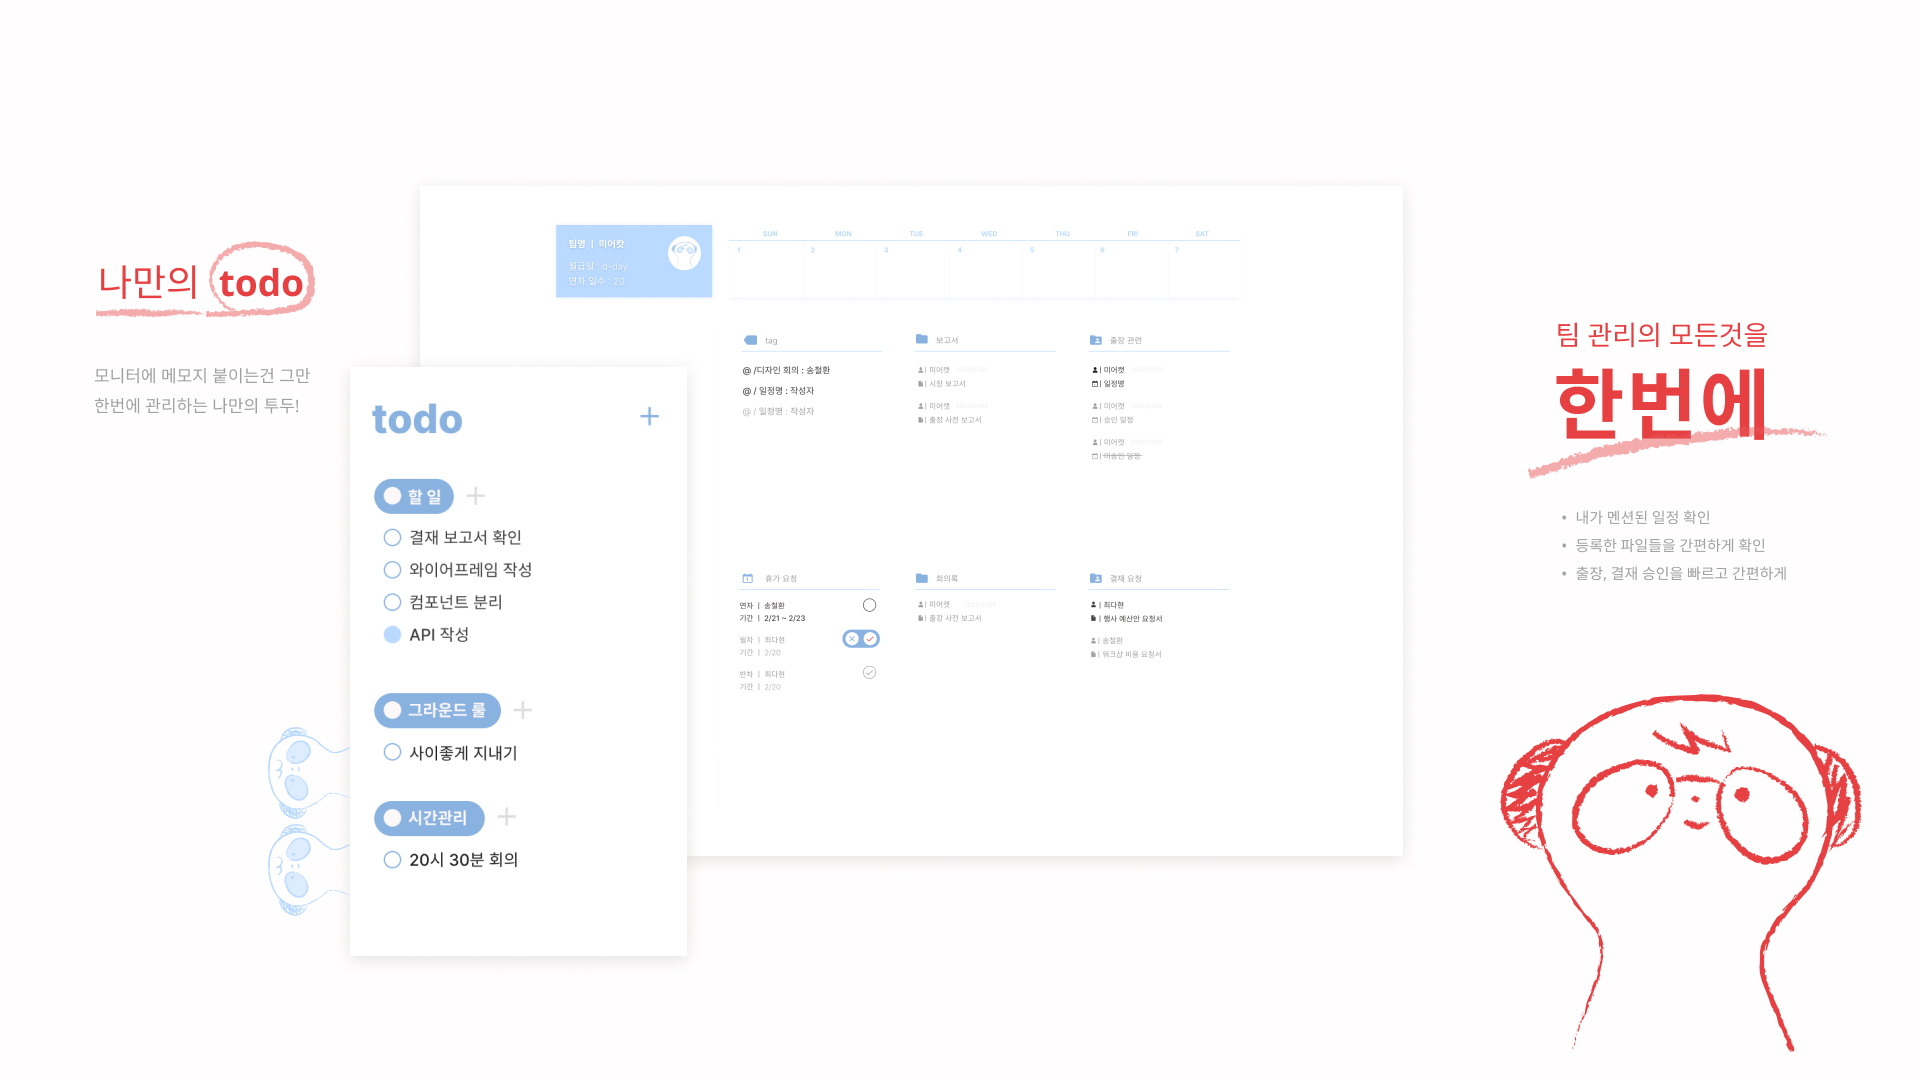 나만의 todo
모니터에 메모지 붙이는건 그만
한번에 관리하는 나만의 투두!
todo
할 일
결재 보고서 확인
와이어프레임 작성
컴포넌트 분리
API 작성
그라운드 룰
사이좋게 지내기
시간관리
20시 30분 회의
팀명 | 미어캣
월급일 : d-day
연차 일수 : 20
SUN MON TUE WED THU FRI SAT
1 2 3 4 5 6 7
tag
@ /디자인 회의 : 송철환
@ / 일정명 : 작성자
@ / 일정명 : 작성자
보고서
| 미어캣
| 시장 보고서
| 미어캣
| 출장 사전 보고서
출장 관련
| 미어캣
| 일정명
| 미어캣
| 승인 일정
| 미어캣
| 미승인 일정
휴가 요청
연차 | 송철환
기간 | 2/21 ~ 2/23
월차 | 최다현
기간 | 2/20
반차 | 최다현
기간 | 2/20
회의록
| 미어캣
| 출장 사전 보고서
결재 요청
| 최다현
| 행사 예산안 요청서
| 송철환
| 워크샵 비용 요청서
팀 관리의 모든것을
한번에
• 내가 멘션된 일정 확인
• 등록한 파일들을 간편하게 확인
• 출장, 결재 승인을 빠르고 간편하게